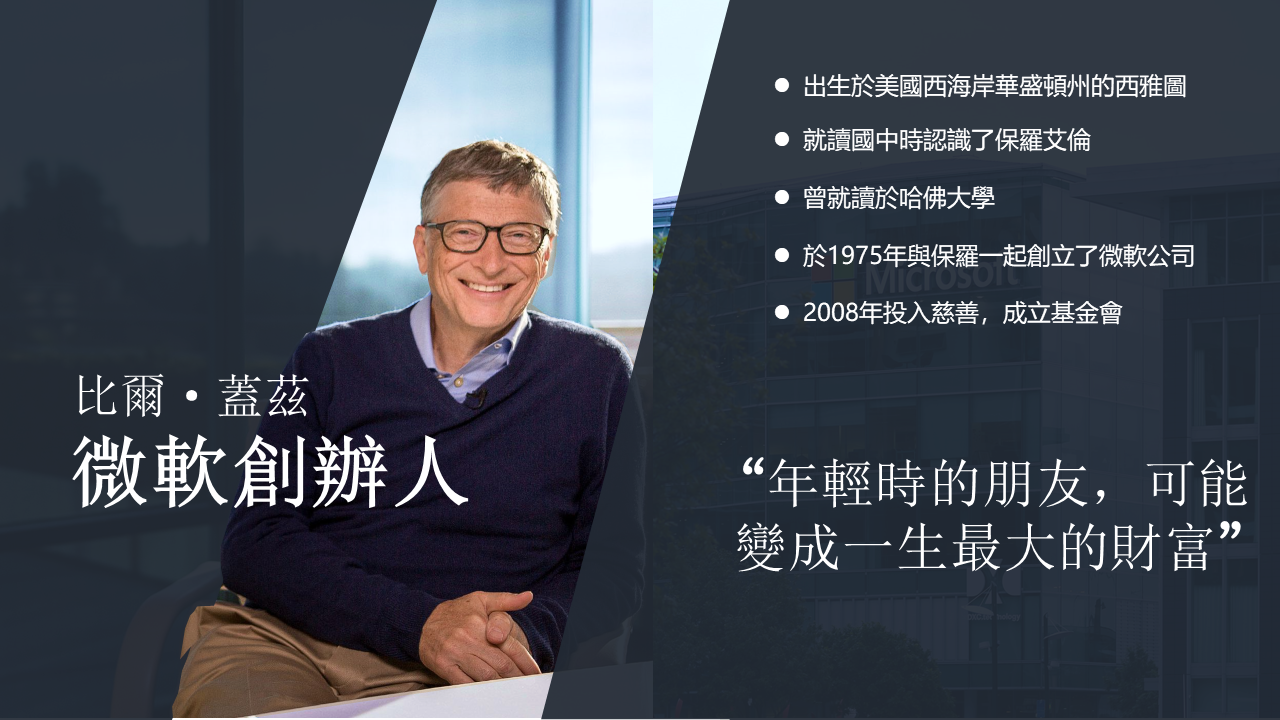 比爾·蓋茲
微軟創辦人
出生於美國西海岸華盛頓州的西雅圖
就讀國中時認識了保羅艾倫
曾就讀於哈佛大學
於1975年與保羅一起創立了微軟公司
2008年投入慈善，成立基金會
Microsoft
“年輕時的朋友，可能
變成一生最大的財富”